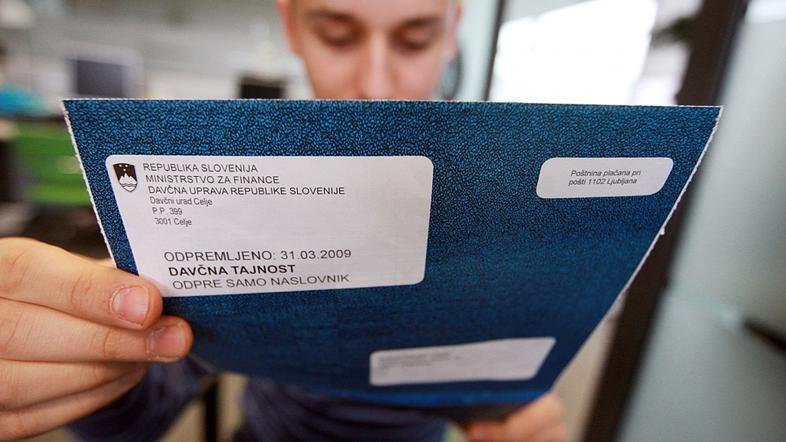 REPUBLIKA SLOVENIJA
MINISTRSTVO ZA FINANCE
DAVČNA UPRAVA REPUBLIKE SLOVENIJE
Davčni urad Celje
P.P. 399
3001 Celje
ODPREMLJENO: 31.03.2009
DAVČNA TAJNOST
ODPRE SAMO NASLOVNIK
Poštnina plačana pri
pošti 1102 Ljubljana